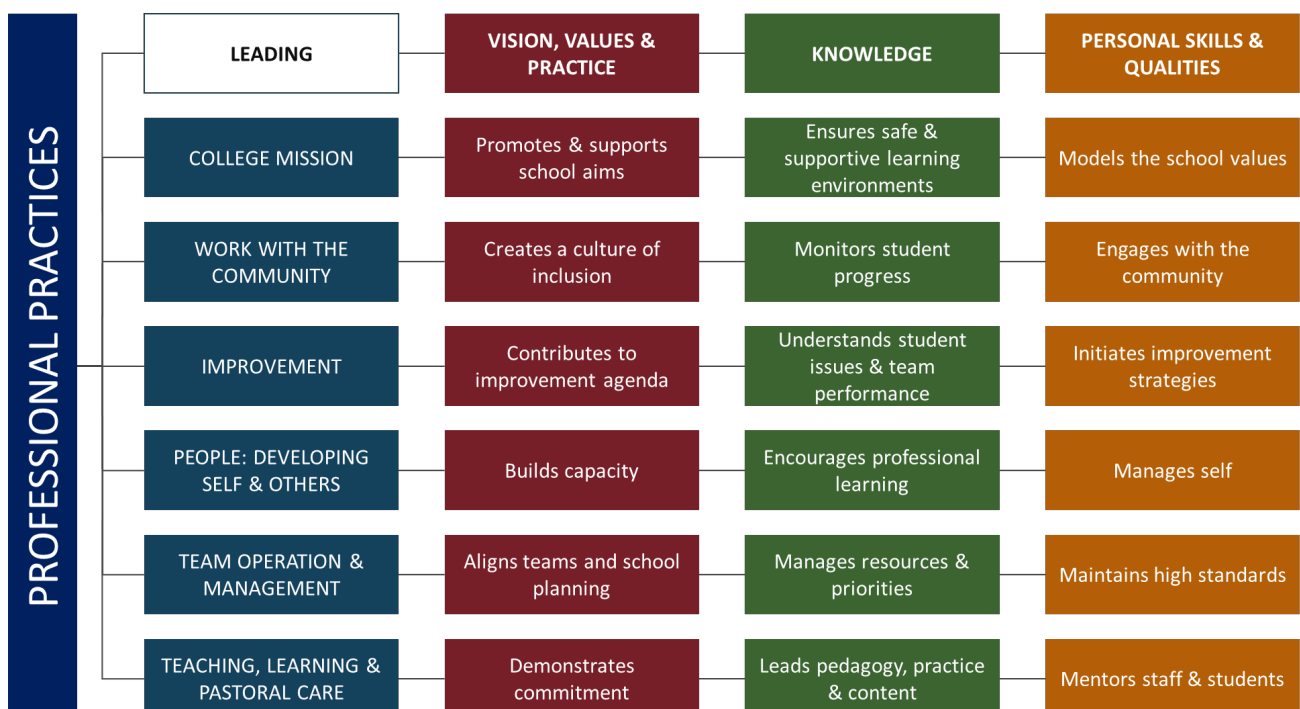 PROFESSIONAL PRACTICES
LEADING
VISION, VALUES &
PRACTICE
KNOWLEDGE
PERSONAL SKILLS &
QUALITIES
COLLEGE MISSION
Promotes & supports
school aims
Ensures safe &
supportive learning
environments
Models the school values
WORK WITH THE
COMMUNITY
Creates a culture of
inclusion
Monitors student
progress
Engages with the
community
IMPROVEMENT
Contributes to
improvement agenda
Understands student
issues & team
performance
Initiates improvement
strategies
PEOPLE: DEVELOPING
SELF & OTHERS
Builds capacity
Encourages professional
learning
Manages self
TEAM OPERATION &
MANAGEMENT
Aligns teams and school
planning
Manages resources &
priorities
Maintains high standards
TEACHING, LEARNING &
PASTORAL CARE
Demonstrates
commitment
Leads pedagogy, practice
& content
Mentors staff & students